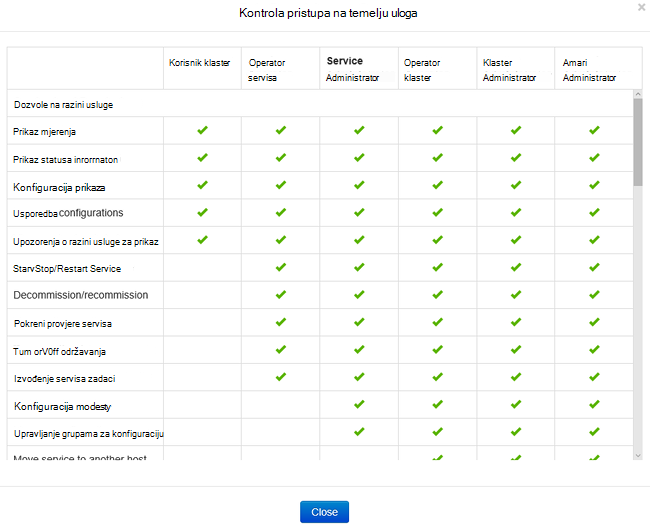 ×
Kontrola pristupa na temelju uloga
Korisnik klaster
Operator servisa
Service Administrator
Operator klaster
Klaster Administrator
Amari Administrator
Dozvole na razini usluge
Prikaz mjerenja
Prikaz statusa inrorrnaton
Konfiguracija prikaza
Usporedba configurations
Upozorenja o razini usluge za prikaz
StarvStop/Restart Service
Decommission/recommission
Pokreni provjere servisa
Tum orV0ff održavanja
Izvođenje servisa zadaci
Konfiguracija modesty
Upravljanje grupama za konfiguraciju
Move service to another host
Close